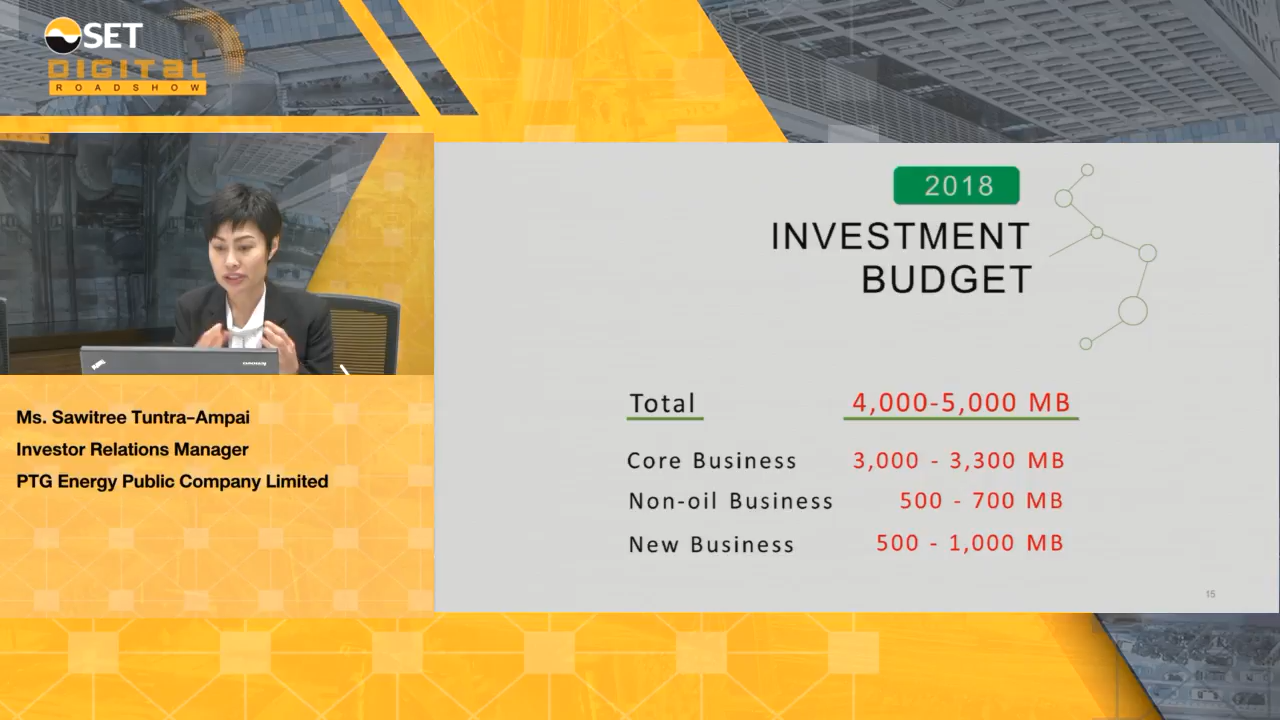 SET
DIGITAL
ROADSHOW
2018
INVESTMENT
BUDGET
Total 4,000-5,000 MB
Core Business 3,000 - 3,300 MB
Non-oil Business 500 - 700 MB
New Business 500 - 1,000 MB
15
Ms. Sawitree Tuntra-Ampai
Investor Relations Manager
PTG Energy Public Company Limited